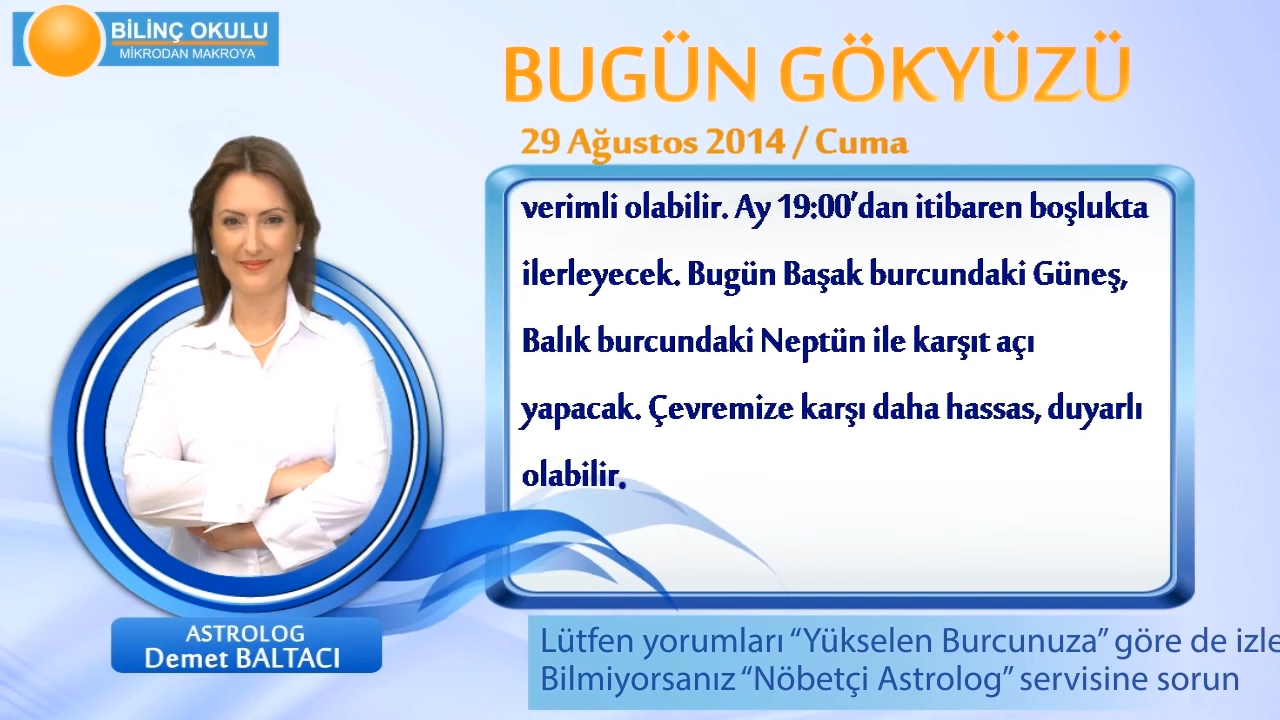 BİLİNÇ OKULU
MİKRODAN MAKROYA
BUGÜN GÖKYÜZÜ
29 Ağustos 2014 / Cuma
verimli olabilir. Ay 19:00’dan itibaren boşlukta
ilerleyecek. Bugün Başak burcundaki Güneş,
Balık burcundaki Neptün ile karşıt açı
yapacak. Çevremize karşı daha hassas, duyarlı
olabilir.
ASTROLOG
Demet BALTACI
Lütfen yorumları “Yükselen Burcunuza” göre de izle
Bilmiyorsanız “Nöbetçi Astrolog” servisine sorun